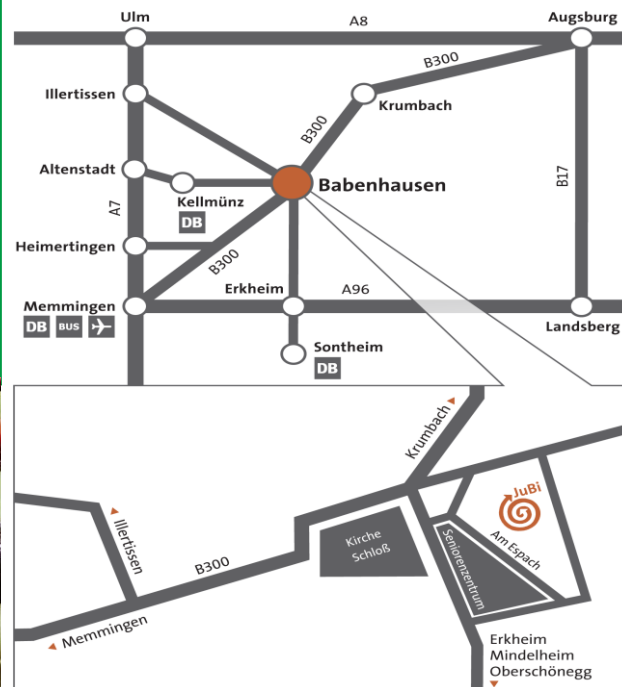 Ulm
A8
Augsburg
B300
Illertissen
Krumbach
B300
Altenstadt
Kellmünz
DB
Babenhausen
B17
A7
Heimertingen
B300
Erkheim
A96
Memmingen
DB BUS
Landsberg
Sontheim
DB
Krumbach
JuBi
Illertissen
Kirche
Schloß
Am Espach
Seniorenzentrum
B300
Memmingen
Erkheim
Mindelheim
Oberschönegg